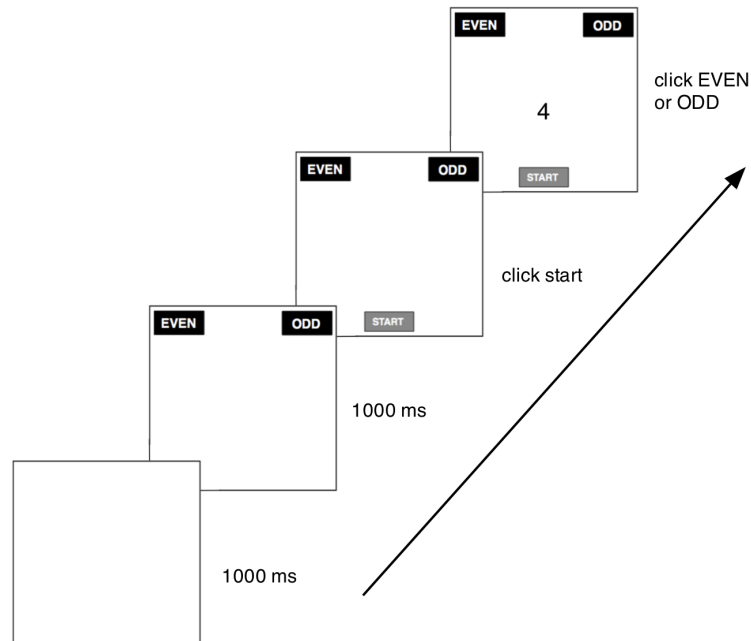 EVEN ODD
click EVEN
or ODD
4
START
EVEN ODD
click start
START
EVEN ODD
1000 ms
1000 ms